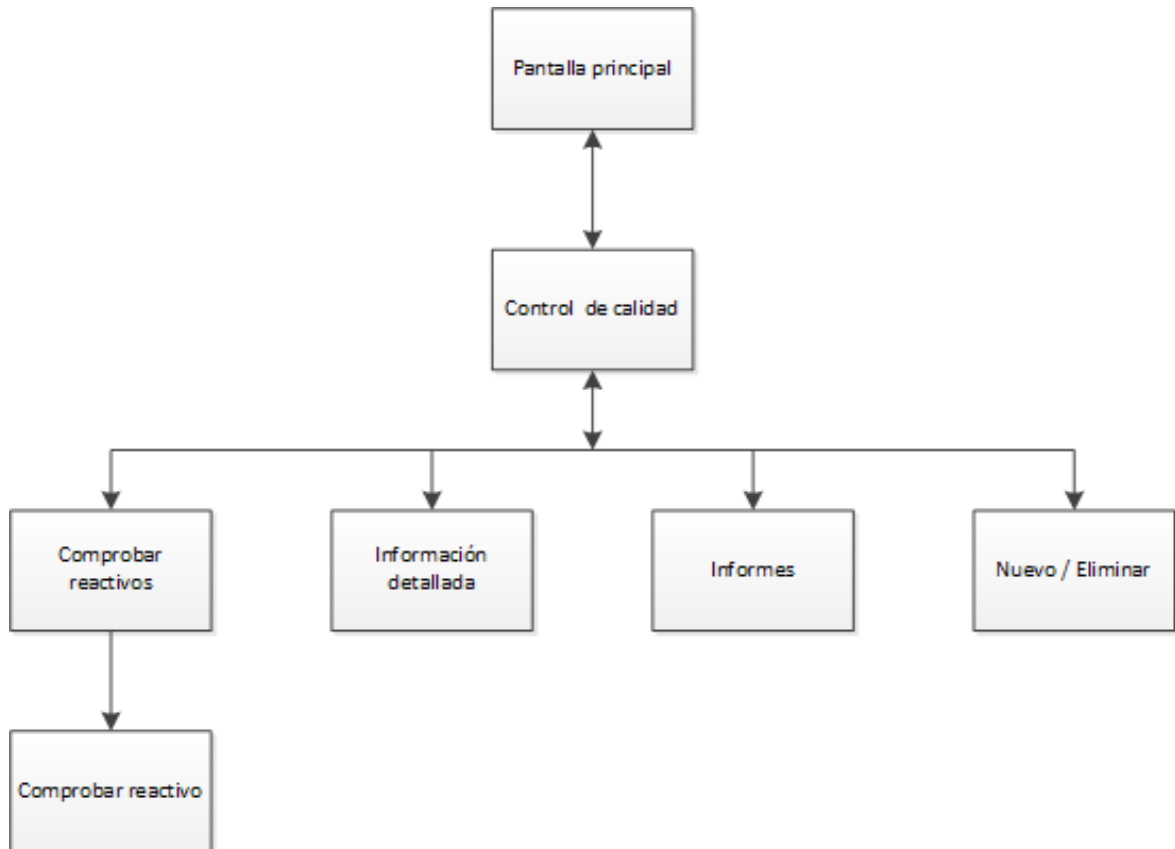 Pantalla principal
Control de calidad
Comprobar
reactivos
Información
detallada
Informes
Nuevo / Eliminar
Comprobar reactivo